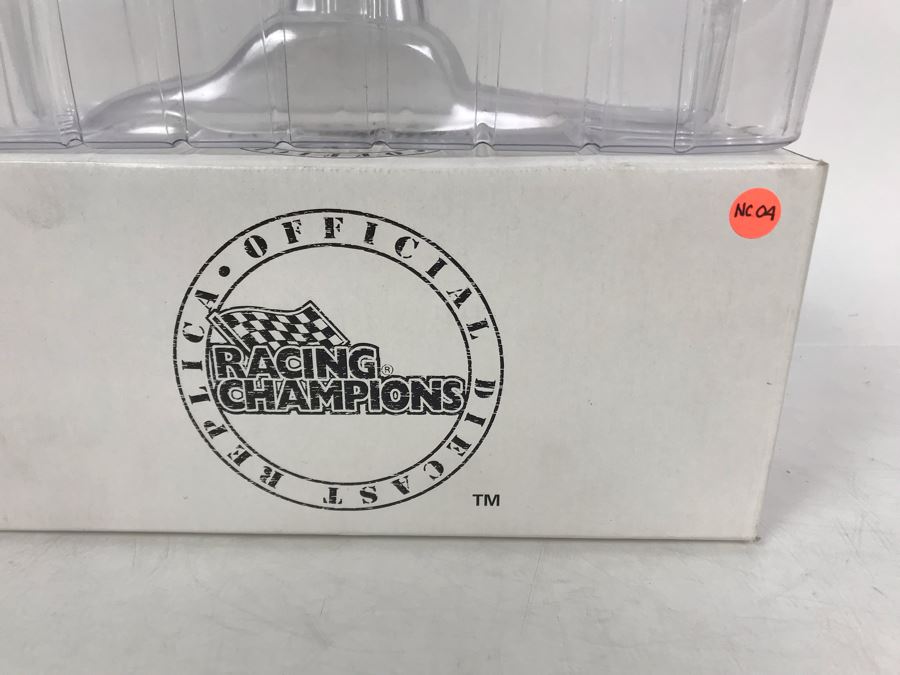 OFFICIAL DIECAST REPLICA •
RACING®
CHAMPIONS
TM
NC 04